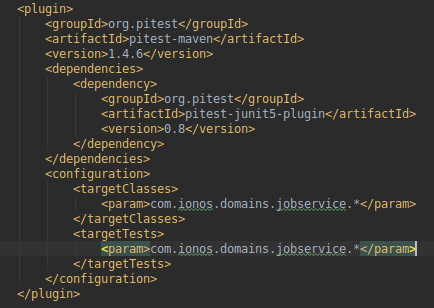 <plugin>
<groupId>org.pitest</groupId>
<artifactId>pitest-maven</artifactId>
<version>1.4.6</version>
<dependencies>
<dependency>
<groupId>org.pitest</groupId>
<artifactId>pitest-junit5-plugin</artifactId>
<version>0.8</version>
</dependency>
</dependencies>
<configuration>
<targetClasses>
<param>com.ionos.domains.jobservice.*</param>
</targetClasses>
<targetTests>
<param>com.ionos.domains.jobservice.*</param>
</targetTests>
</configuration>
</plugin>